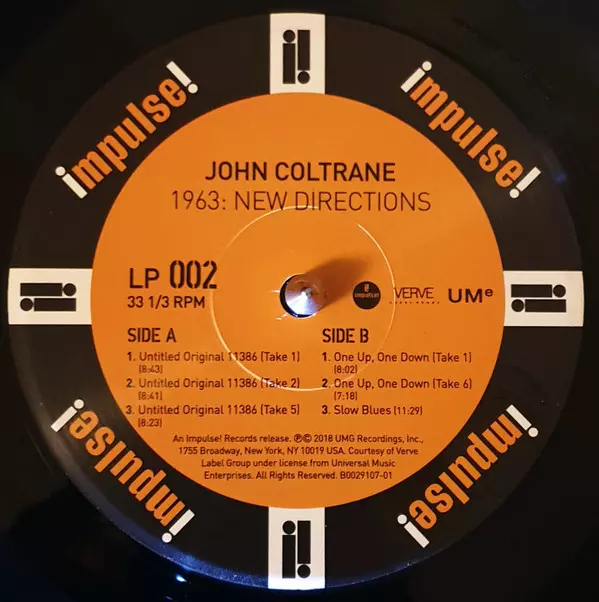 impulse!
impulse!
JOHN COLTRANE
1963: NEW DIRECTIONS
LP 002
33 1/3 RPM
impulse!
VERVE
UMe
SIDE A
1. Untitled Original 11386 (Take 1)
(8:43)
2. Untitled Original 11386 (Take 2)
(8:41)
3. Untitled Original 11386 (Take 5)
(8:23)
SIDE B
1. One Up, One Down (Take 1)
(8:02)
2. One Up, One Down (Take 6)
(7:18)
3. Slow Blues (11:29)
An Impulse! Records release. ℗© 2018 UMG Recordings, Inc.,
1755 Broadway, New York, NY 10019 USA. Courtesy of Verve
Label Group under license from Universal Music
Enterprises. All Rights Reserved. B0029107-01
impulse!
impulse!